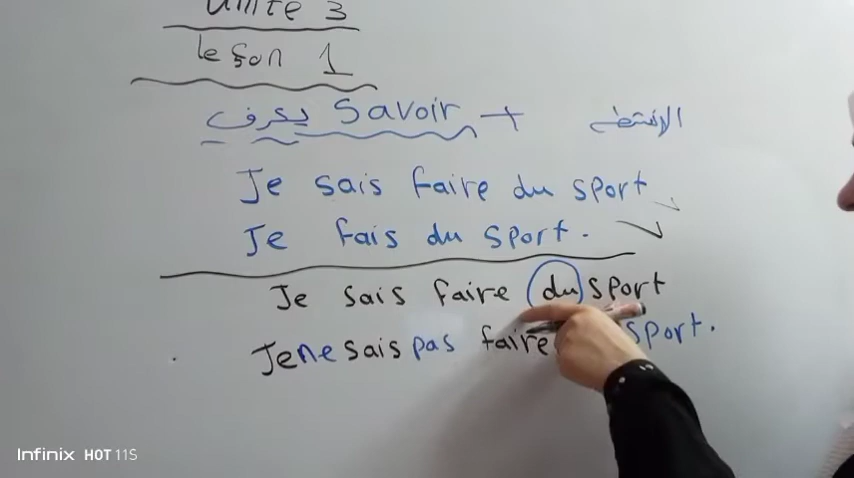 unite 3
leçon 1
يعرف savoir +
Je sais faire du sport
Je fais du sport.
Je sais faire du sport
Je ne sais pas faire sport.
Infinix HOT 11S